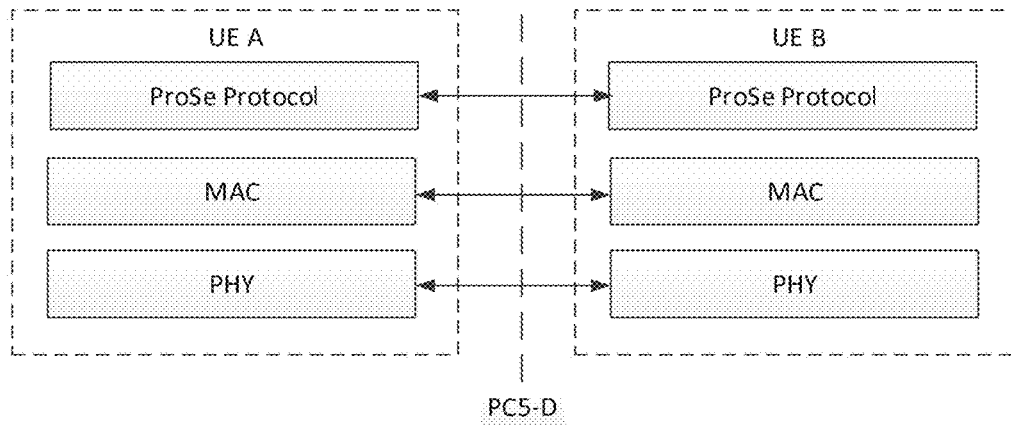 UE A UE B
ProSe Protocol ProSe Protocol
MAC MAC
PHY PHY
PC5-D